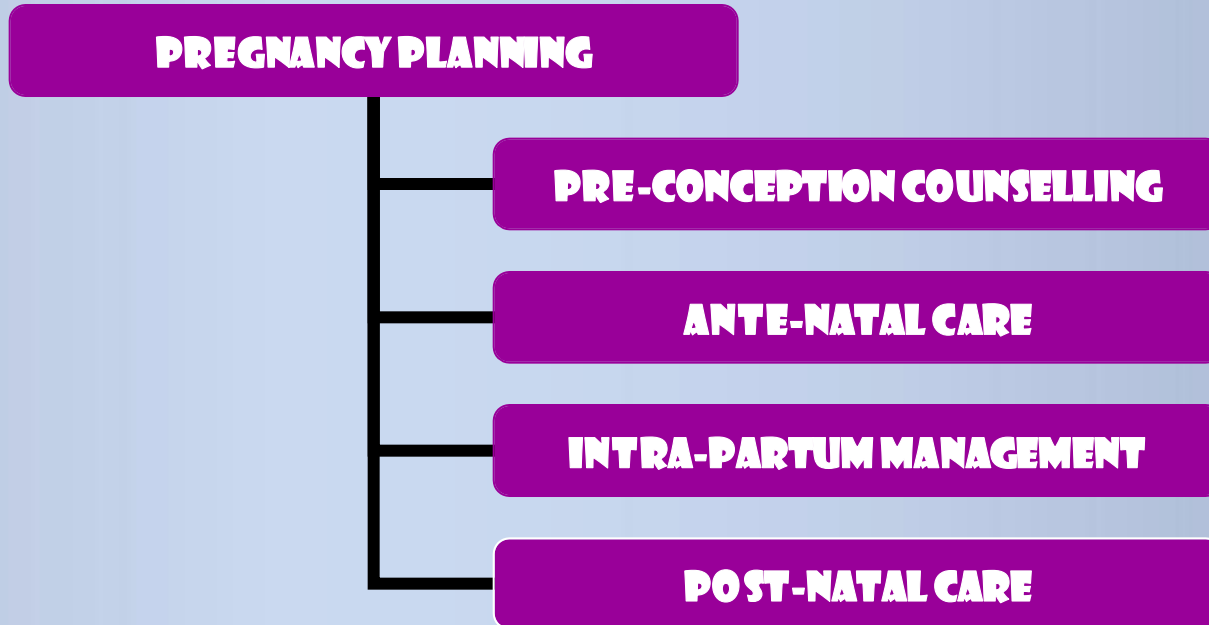 PREGNANCY PLANNING
PRE-CONCEPTION COUNSELLING
ANTE-NATAL CARE
INTRA-PARTUM MANAGEMENT
POST-NATAL CARE